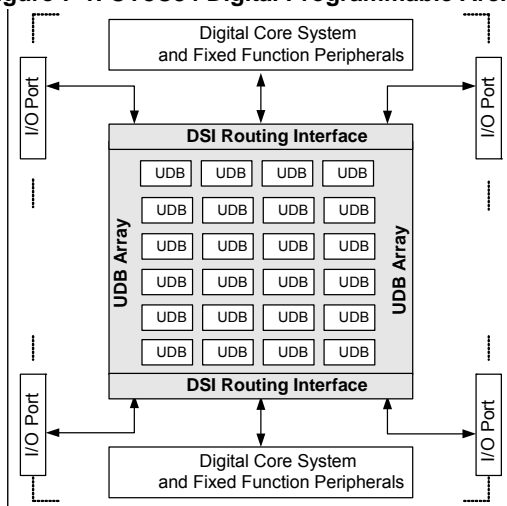 Digital Core System
and Fixed Function Peripherals
I/O Port
I/O Port
DSI Routing Interface
UDB UDB UDB UDB
UDB UDB UDB UDB
UDB UDB UDB UDB
UDB UDB UDB UDB
UDB UDB UDB UDB
UDB UDB UDB UDB
UDB Array
UDB Array
DSI Routing Interface
I/O Port
I/O Port
Digital Core System
and Fixed Function Peripherals